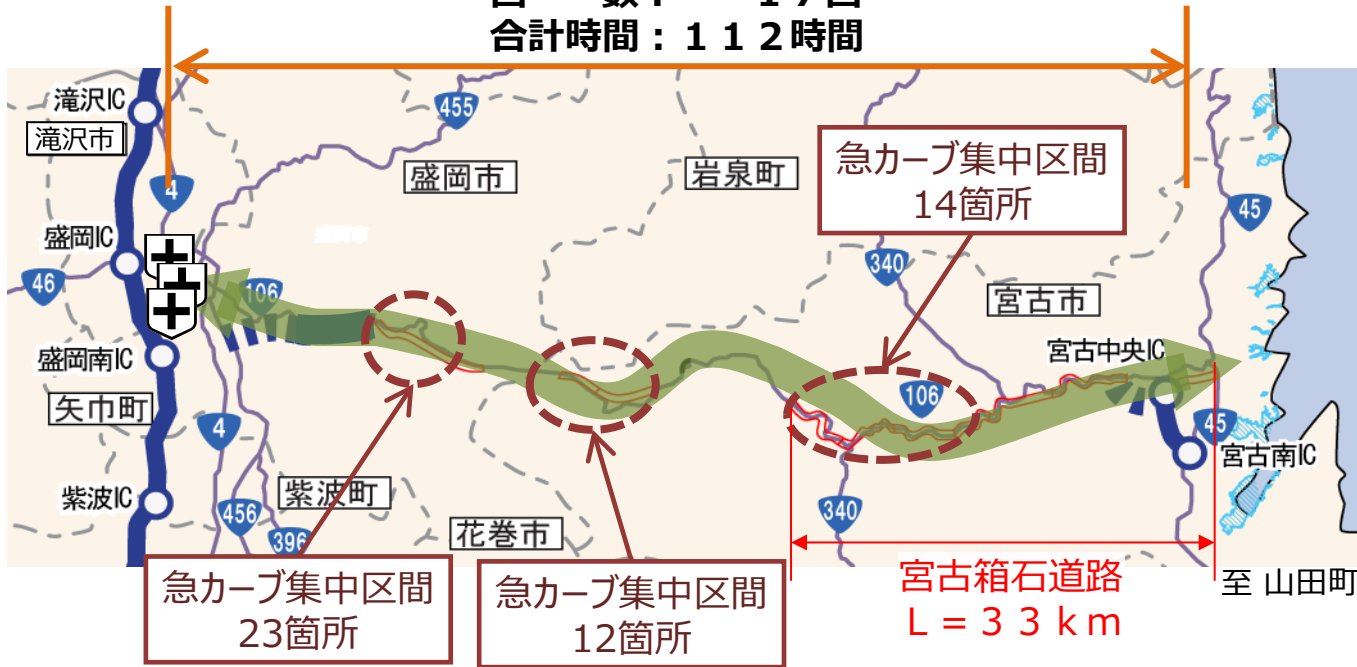 合計時間：１１２時間
滝沢IC
滝沢市
455
4
盛岡市
岩泉町
急カーブ集中区間
14箇所
45
盛岡IC
46
106
340
宮古市
盛岡南IC
宮古中央IC
矢巾町
106
4
45
宮古南IC
紫波IC
紫波町
456
396
花巻市
340
急カーブ集中区間
23箇所
急カーブ集中区間
12箇所
宮古箱石道路
Ｌ＝３３ｋｍ
至 山田町